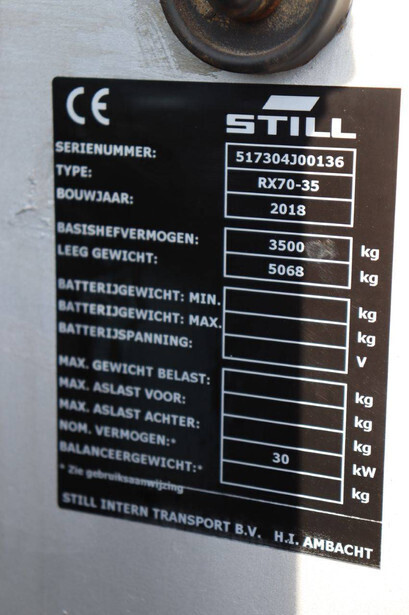 CE
STILL
SERIENUMMER: 517304J00136
TYPE: RX70-35
BOUWJAAR: 2018
BASISHEFVERMOGEN: 3500 kg
LEEG GEWICHT: 5068 kg
BATTERIJGEWICHT: MIN. kg
BATTERIJGEWICHT: MAX. kg
BATTERIJSPANNING: V
MAX. GEWICHT BELAST: kg
MAX. ASLAST VOOR: kg
MAX. ASLAST ACHTER: kg
NOM. VERMOGEN:* 30 kW
BALANCEERGEWICHT:* kg
* Zie gebruiksaanwijzing
STILL INTERN TRANSPORT B.V. H.I. AMBACHT